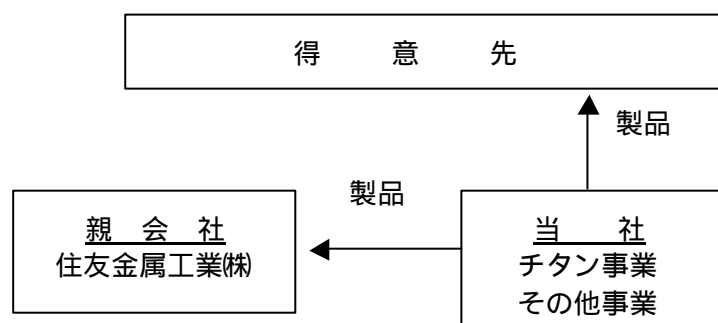 得　意　先
製品
製品
親　会　社
住友金属工業㈱
当　社
チタン事業
その他事業